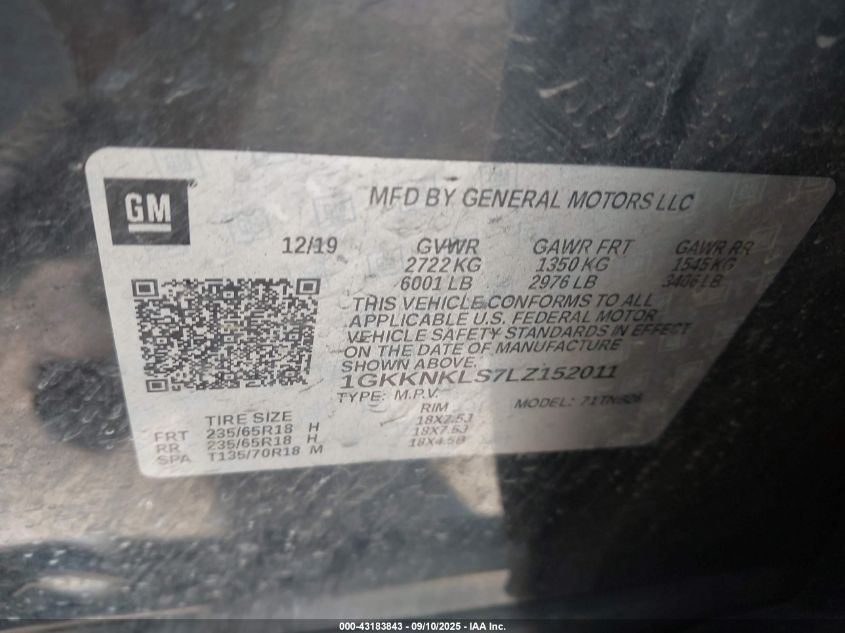 GM
MFD BY GENERAL MOTORS LLC
12/19 GVWR GAWR FRT GAWR RR
2722 KG 1350 KG 1545 KG
6001 LB 2976 LB 3406 LB
THIS VEHICLE CONFORMS TO ALL
APPLICABLE U.S. FEDERAL MOTOR
VEHICLE SAFETY STANDARDS IN EFFECT
ON THE DATE OF MANUFACTURE
SHOWN ABOVE.
1GKKNKLS7LZ152011
TYPE: M.P.V. MODEL:
TIRE SIZE RIM
FRT 235/65R18 H 18X7.5J
RR 235/65R18 H 18X7.5J
SPA T135/70R18 M 18X4.5B
000-43183843 - 09/10/2025 - IAA Inc.